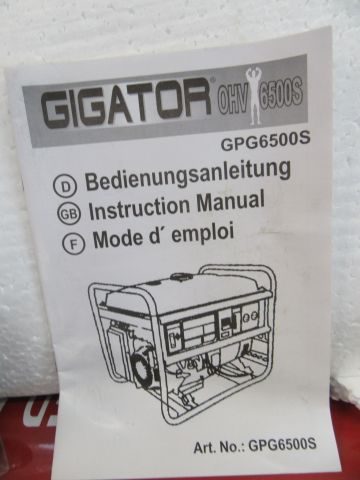 GIGATOR® OHV 6500S
GPG6500S
D Bedienungsanleitung
GB Instruction Manual
F Mode d´ emploi
Art. No.: GPG6500S